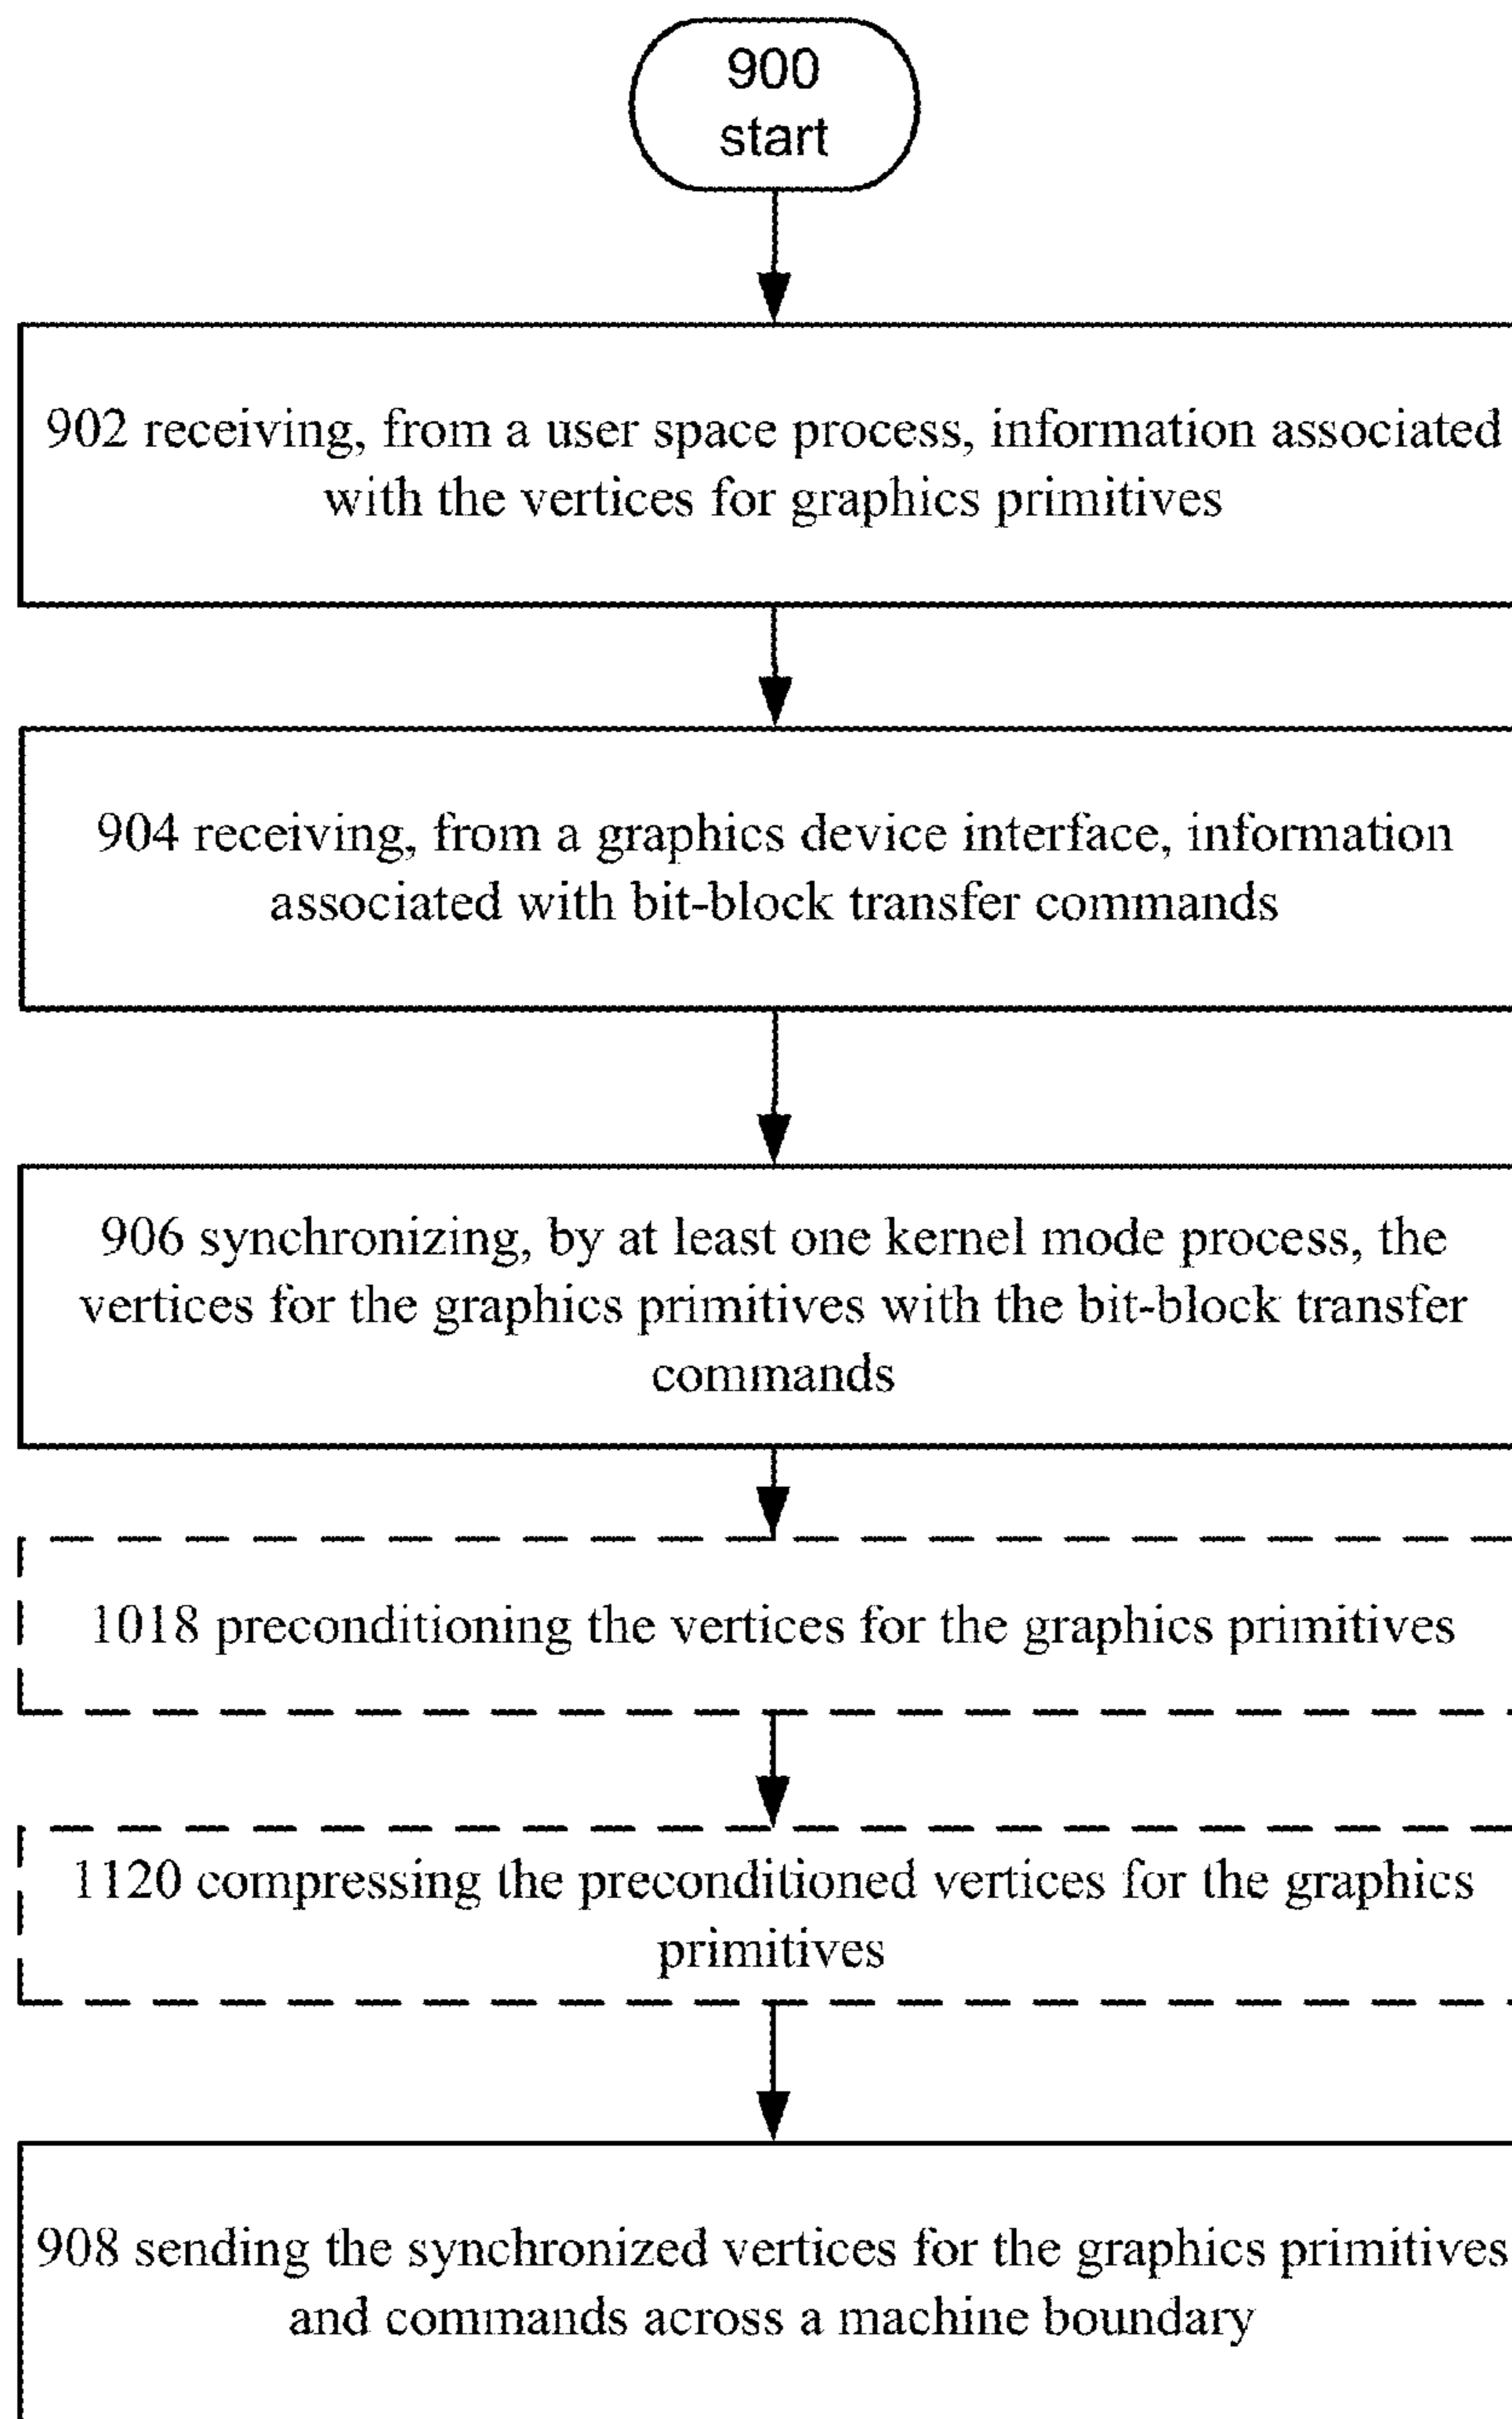 900
start
902 receiving, from a user space process, information associated
with the vertices for graphics primitives
904 receiving, from a graphics device interface, information
associated with bit-block transfer commands
906 synchronizing, by at least one kernel mode process, the
vertices for the graphics primitives with the bit-block transfer
commands
1018 preconditioning the vertices for the graphics primitives
1120 compressing the preconditioned vertices for the graphics
primitives
908 sending the synchronized vertices for the graphics primitives
and commands across a machine boundary